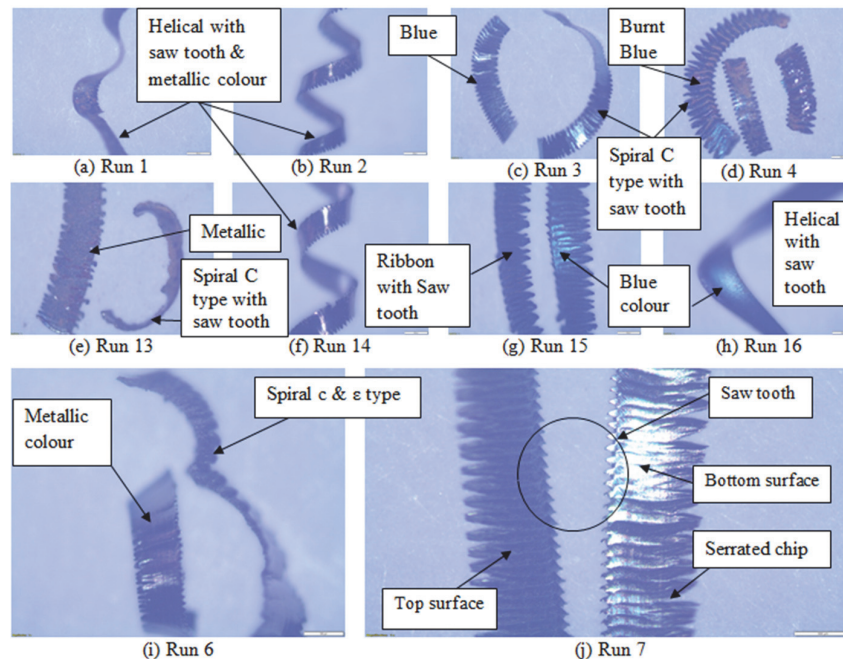 Helical with
saw tooth &
metallic colour
Blue
Burnt
Blue
(a) Run 1
(b) Run 2
(c) Run 3
(d) Run 4
Spiral C
type with
saw tooth
Metallic
Spiral C
type with
saw tooth
Ribbon
with Saw
tooth
Blue
colour
Helical
with
saw
tooth
(e) Run 13
(f) Run 14
(g) Run 15
(h) Run 16
Spiral c & ε type
Metallic
colour
Saw tooth
Bottom surface
Serrated chip
Top surface
(i) Run 6
(j) Run 7